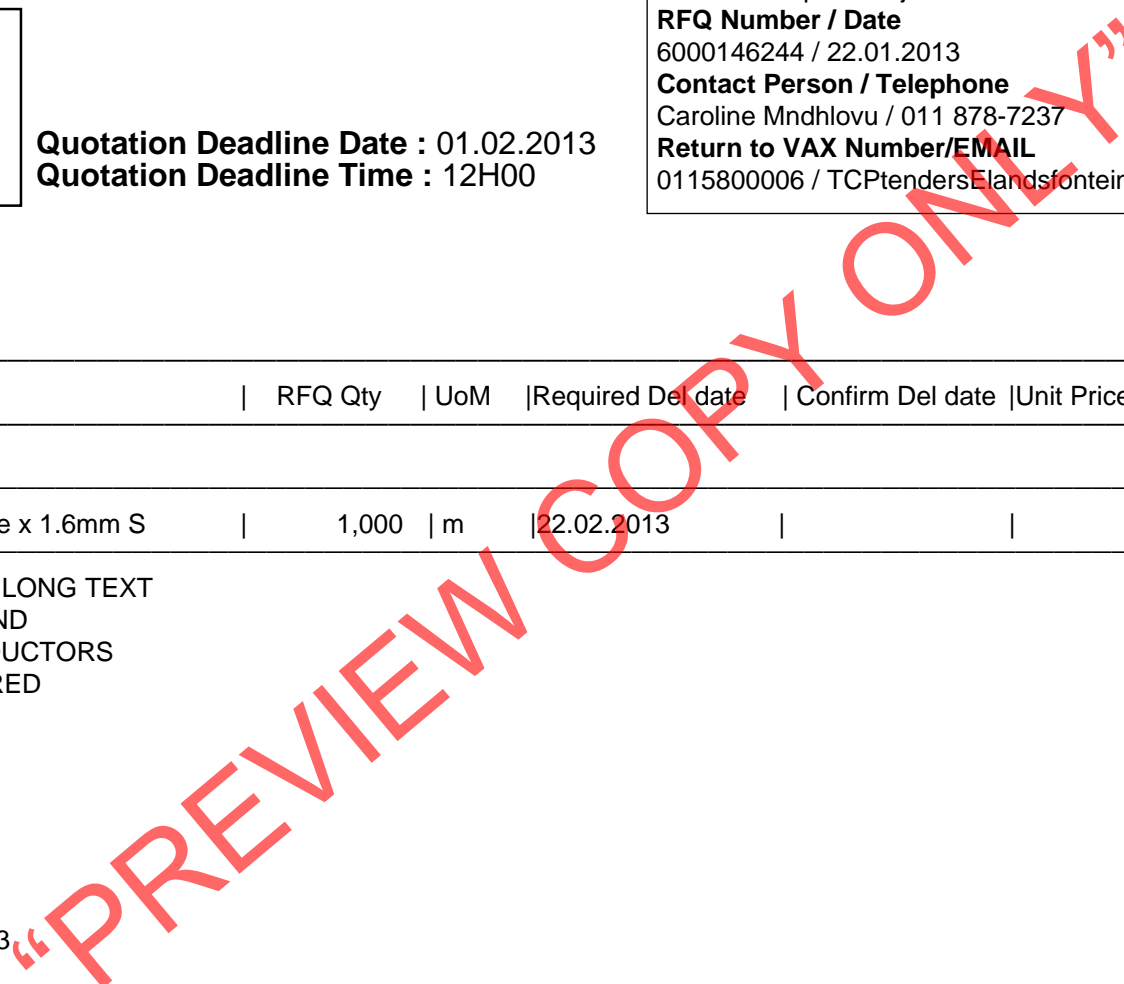 RFQ Number / Date
6000146244 / 22.01.2013
Contact Person / Telephone
Caroline Mndhlovu / 011 878-7237
Return to VAX Number/EMAIL
0115800006 / TCPtendersElandsfontein
Quotation Deadline Date : 01.02.2013
Quotation Deadline Time : 12H00
| RFQ Qty | UoM |Required Del date | Confirm Del date |Unit Price
e x 1.6mm S | 1,000 | m |22.02.2013 | |
LONG TEXT
ND
UCTORS
RED
3
“PREVIEW COPY ONLY”